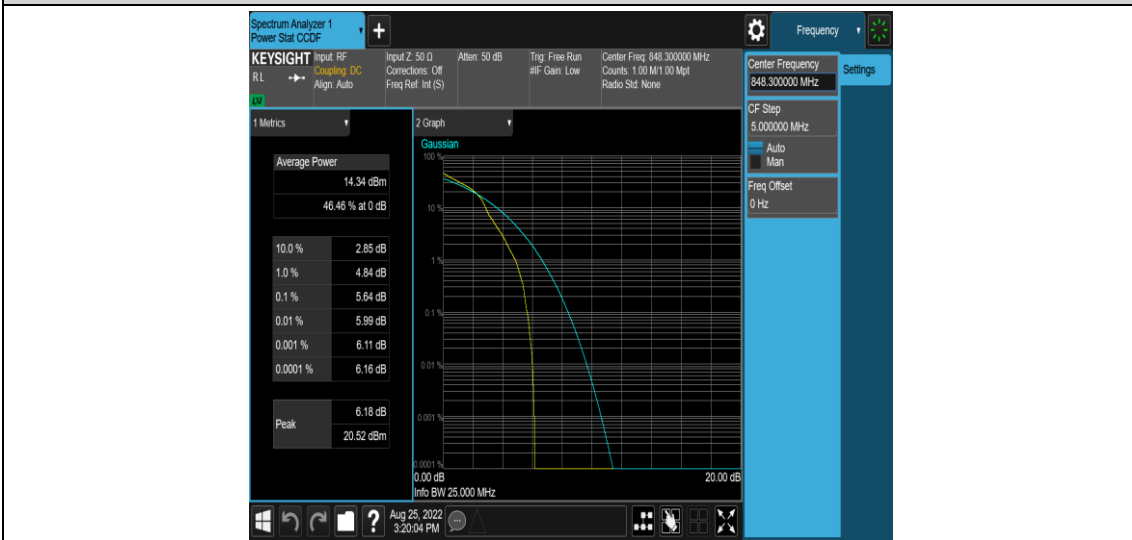 Spectrum Analyzer 1
Power Stat CCDF
+
Frequency
KEYSIGHT
RL
LXI
Input: RF
Coupling: DC
Align: Auto
Input Z: 50 Ω
Corrections: Off
Freq Ref: Int (S)
Atten: 50 dB
Trig: Free Run
#IF Gain: Low
Center Freq: 848.300000 MHz
Counts: 1.00 M/1.00 Mpt
Radio Std: None
Center Frequency
848.300000 MHz
Settings
CF Step
5.000000 MHz
Auto
Man
Freq Offset
0 Hz
1 Metrics
Average Power
14.34 dBm
46.46 % at 0 dB
10.0 % 2.85 dB
1.0 % 4.84 dB
0.1 % 5.64 dB
0.01 % 5.99 dB
0.001 % 6.11 dB
0.0001 % 6.16 dB
Peak
6.18 dB
20.52 dBm
2 Graph
Gaussian
100 %
10 %
1 %
0.1 %
0.01 %
0.001 %
0.0001 %
0.00 dB 20.00 dB
Info BW 25.000 MHz
?
Aug 25, 2022
3:20:04 PM